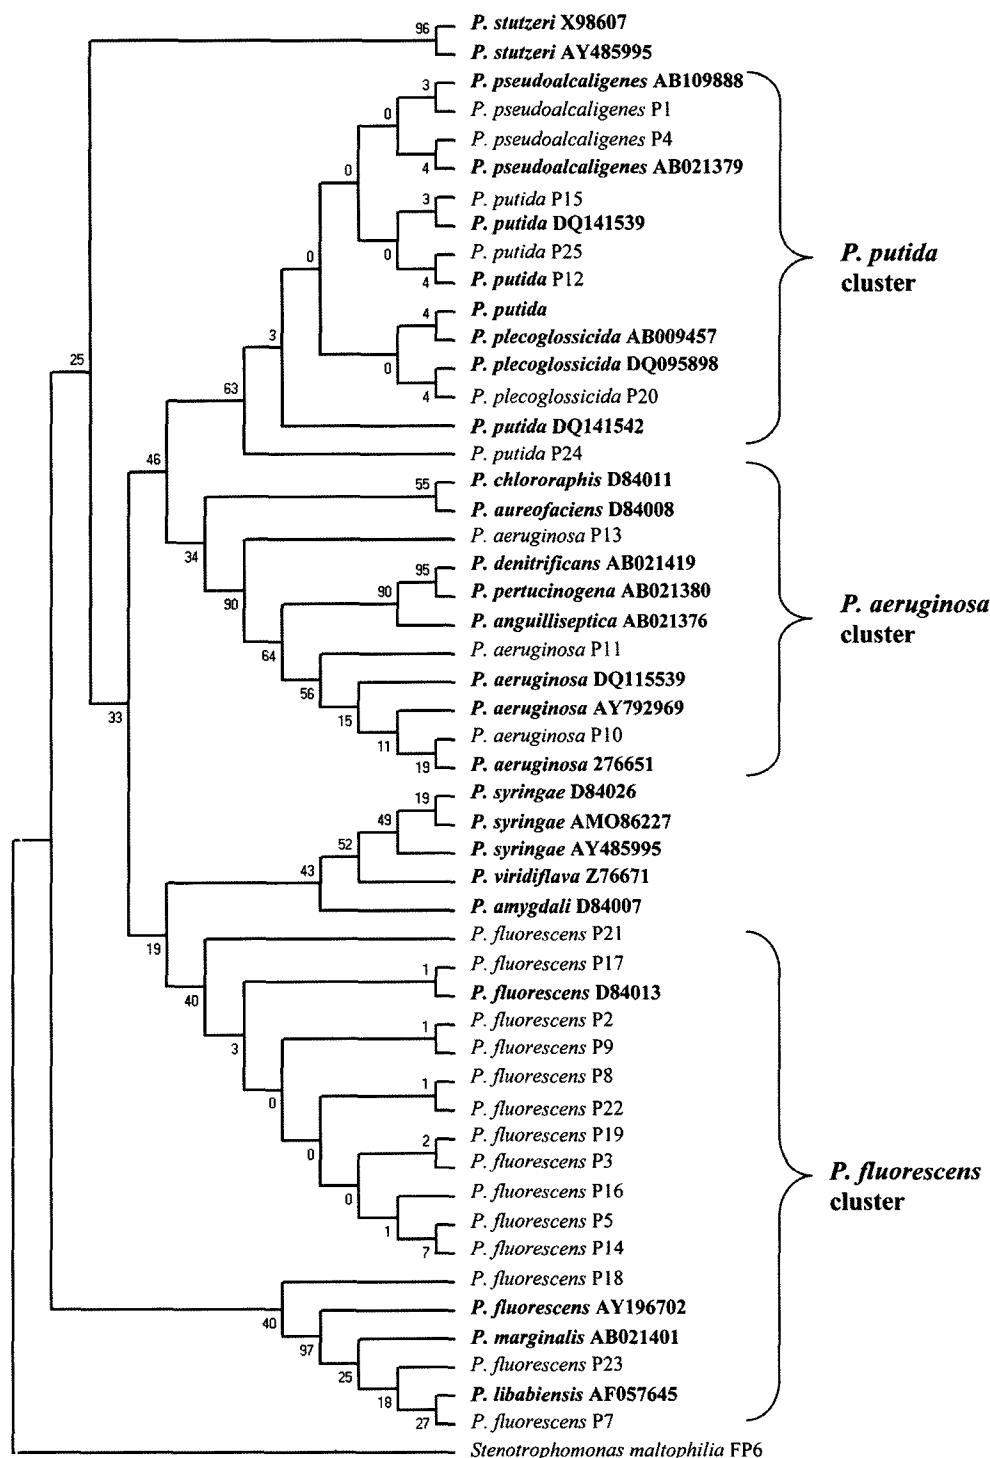 96
P. stutzeri X98607
P. stutzeri AY485995
P. pseudoalcaligenes AB109888
3
P. pseudoalcaligenes P1
0
P. pseudoalcaligenes P4
4
P. pseudoalcaligenes AB021379
0
3
P. putida P15
P. putida DQ141539
0
P. putida P25
4
P. putida P12
0
4
P. putida
P. plecoglossicida AB009457
0
P. plecoglossicida DQ095898
4
P. plecoglossicida P20
3
P. putida DQ141542
63
P. putida P24
P. putida
cluster
25
46
55
P. chlororaphis D84011
P. aureofaciens D84008
34
P. aeruginosa P13
95
P. denitrificans AB021419
90
90
P. pertucinogena AB021380
P. anguilliseptica AB021376
64
P. aeruginosa P11
56
P. aeruginosa DQ115539
15
P. aeruginosa AY792969
11
P. aeruginosa P10
19
P. aeruginosa 276651
P. aeruginosa
cluster
33
19
P. syringae D84026
49
P. syringae AMO86227
52
P. syringae AY485995
43
P. viridiflava Z76671
P. amygdali D84007
19
P. fluorescens P21
40
1
P. fluorescens P17
P. fluorescens D84013
3
1
P. fluorescens P2
P. fluorescens P9
0
1
P. fluorescens P8
P. fluorescens P22
0
2
P. fluorescens P19
P. fluorescens P3
0
P. fluorescens P16
1
P. fluorescens P5
7
P. fluorescens P14
P. fluorescens P18
40
P. fluorescens AY196702
97
P. marginalis AB021401
25
P. fluorescens P23
18
P. libabiensis AF057645
27
P. fluorescens P7
P. fluorescens
cluster
Stenotrophomonas maltophilia FP6